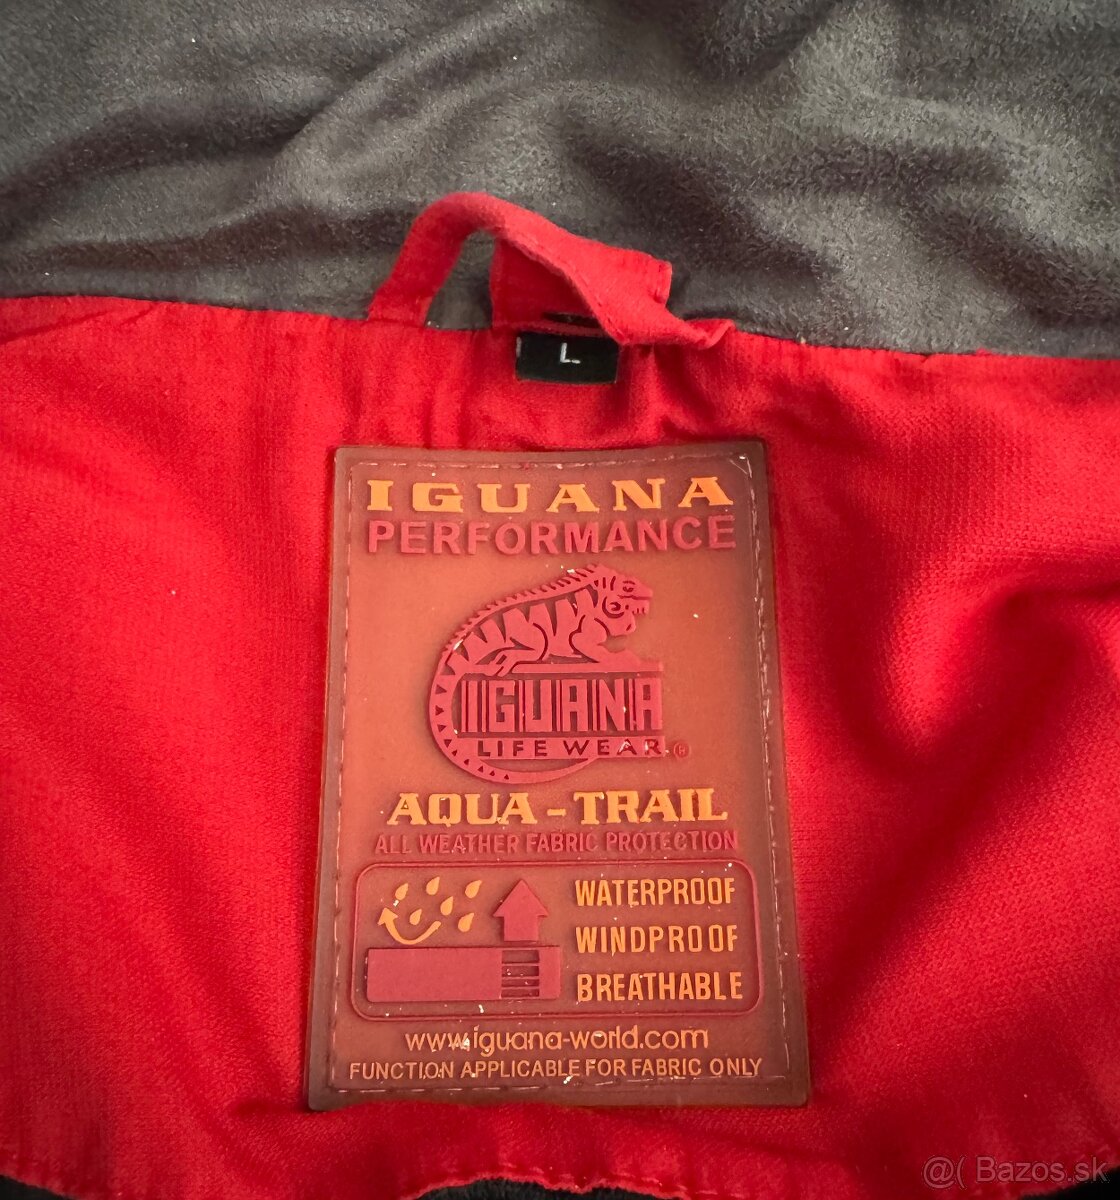 L
IGUANA
PERFORMANCE
IGUANA
LIFE WEAR ®
AQUA-TRAIL
ALL WEATHER FABRIC PROTECTION
WATERPROOF
WINDPROOF
BREATHABLE
www.iguana-world.com
FUNCTION APPLICABLE FOR FABRIC ONLY
@( Bazos.sk